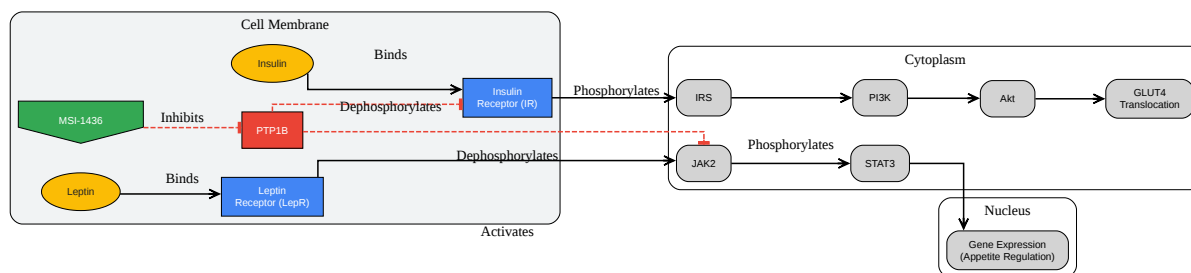 Cell Membrane
Cytoplasm
Binds
Insulin
Insulin
Receptor (IR)
Phosphorylates
IRS
PI3K
Akt
GLUT4
Translocation
Dephosphorylates
MSI-1436
Inhibits
PTP1B
Dephosphorylates
JAK2
Phosphorylates
STAT3
Leptin
Binds
Leptin
Receptor (LepR)
Activates
Nucleus
Gene Expression
(Appetite Regulation)